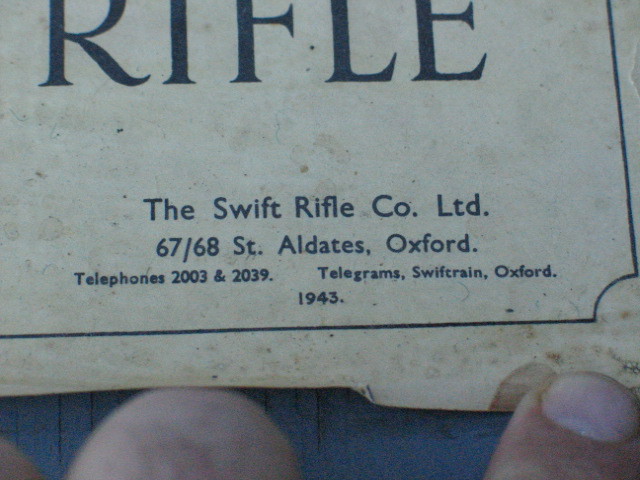 RIFLE
The Swift Rifle Co. Ltd.
67/68 St. Aldates, Oxford.
Telephones 2003 & 2039. Telegrams, Swiftrain, Oxford.
1943.